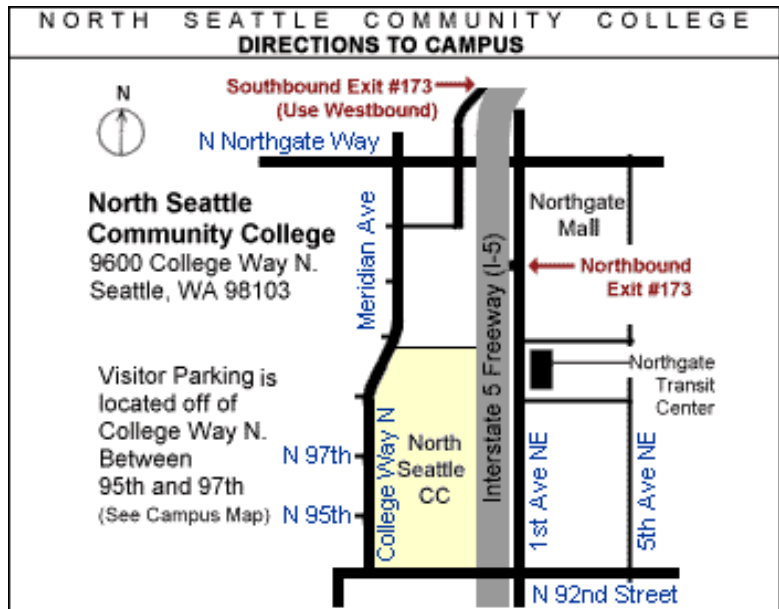 NORTH SEATTLE COMMUNITY COLLEGE
DIRECTIONS TO CAMPUS
Southbound Exit #173
(Use Westbound)
N
N Northgate Way
North Seattle
Community College
9600 College Way N.
Seattle, WA 98103
Meridian Ave
Interstate 5 Freeway (I-5)
Northgate
Mall
Northbound
Exit #173
Northgate
Transit
Center
Visitor Parking is
located off of
College Way N.
Between
95th and 97th
(See Campus Map)
N 97th
N 95th
College Way N
North
Seattle
CC
1st Ave NE
5th Ave NE
N 92nd Street